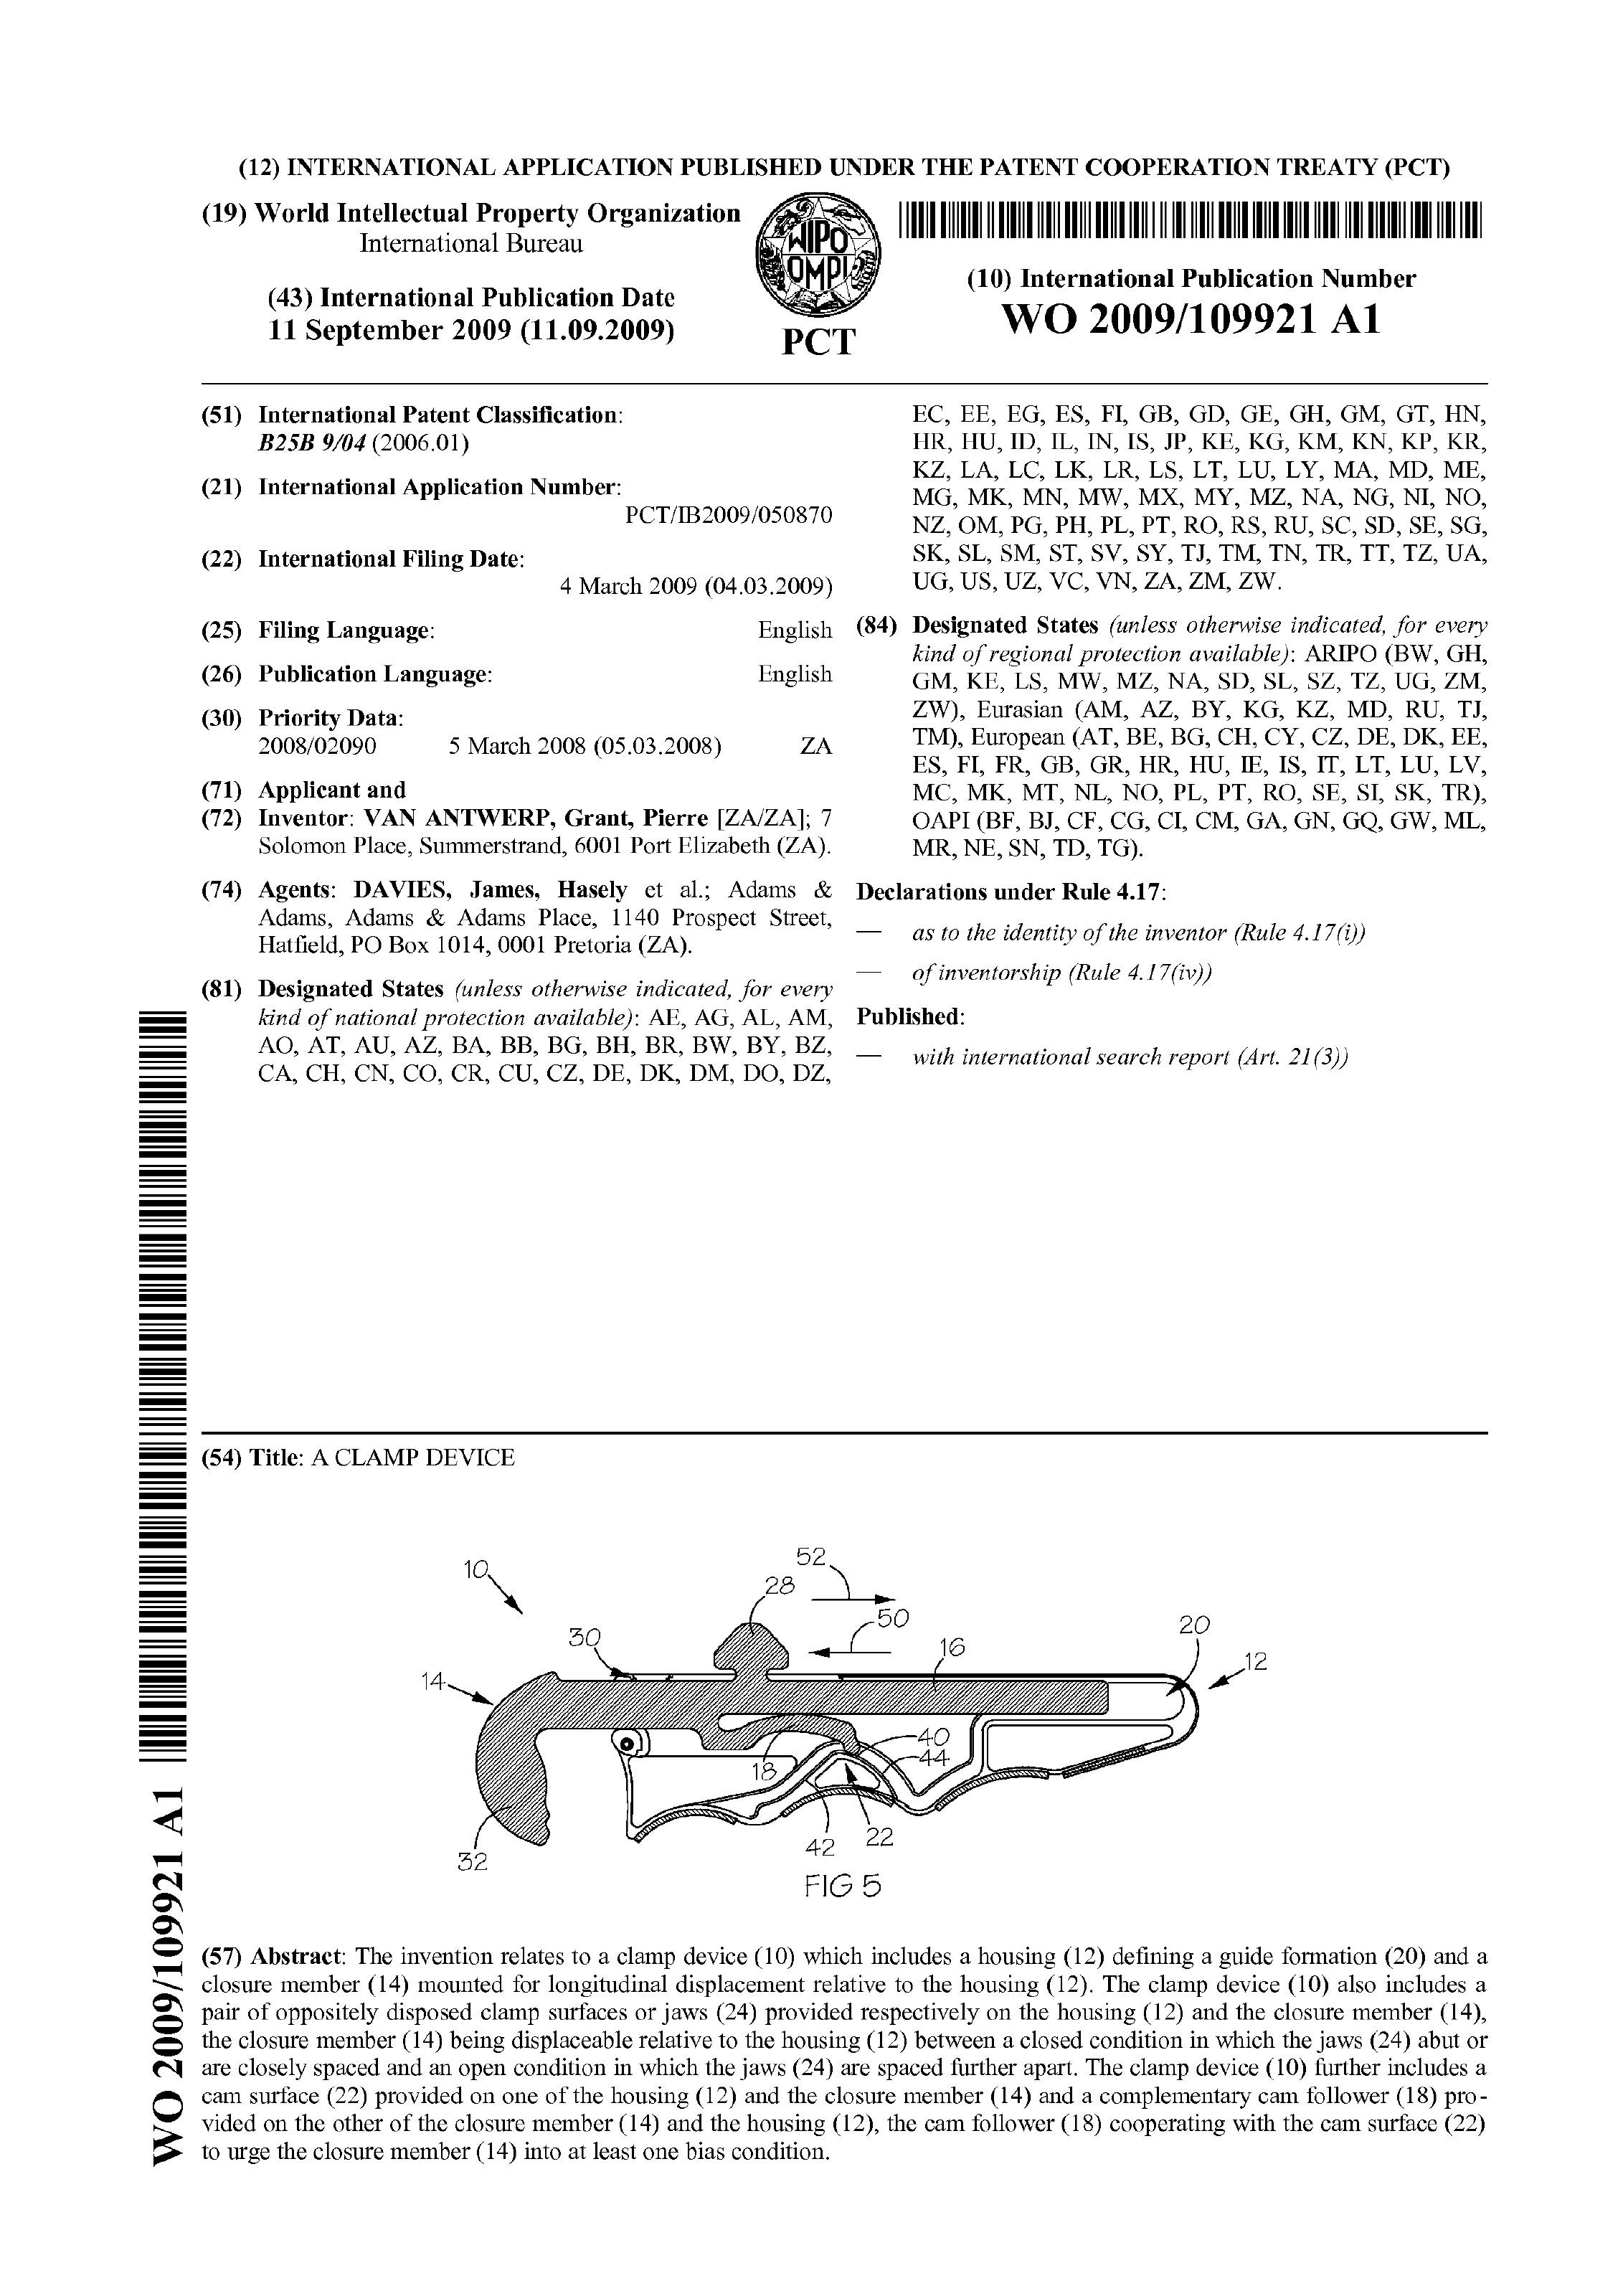 (12) INTERNATIONAL APPLICATION PUBLISHED UNDER THE PATENT COOPERATION TREATY (PCT)
(19) World Intellectual Property Organization
International Bureau
(43) International Publication Date
11 September 2009 (11.09.2009)
WIPO
OMPI
PCT
(10) International Publication Number
WO 2009/109921 A1
(51) International Patent Classification:
B25B 9/04 (2006.01)
(21) International Application Number:
PCT/IB2009/050870
(22) International Filing Date:
4 March 2009 (04.03.2009)
(25) Filing Language: English
(26) Publication Language: English
(30) Priority Data:
2008/02090 5 March 2008 (05.03.2008) ZA
(71) Applicant and
(72) Inventor: VAN ANTWERP, Grant, Pierre [ZA/ZA]; 7
Solomon Place, Summerstrand, 6001 Port Elizabeth (ZA).
(74) Agents: DAVIES, James, Hasely et al.; Adams &
Adams, Adams & Adams Place, 1140 Prospect Street,
Hatfield, PO Box 1014, 0001 Pretoria (ZA).
(81) Designated States (unless otherwise indicated, for every
kind of national protection available): AE, AG, AL, AM,
AO, AT, AU, AZ, BA, BB, BG, BH, BR, BW, BY, BZ,
CA, CH, CN, CO, CR, CU, CZ, DE, DK, DM, DO, DZ,
EC, EE, EG, ES, FI, GB, GD, GE, GH, GM, GT, HN,
HR, HU, ID, IL, IN, IS, JP, KE, KG, KM, KN, KP, KR,
KZ, LA, LC, LK, LR, LS, LT, LU, LY, MA, MD, ME,
MG, MK, MN, MW, MX, MY, MZ, NA, NG, NI, NO,
NZ, OM, PG, PH, PL, PT, RO, RS, RU, SC, SD, SE, SG,
SK, SL, SM, ST, SV, SY, TJ, TM, TN, TR, TT, TZ, UA,
UG, US, UZ, VC, VN, ZA, ZM, ZW.
(84) Designated States (unless otherwise indicated, for every
kind of regional protection available): ARIPO (BW, GH,
GM, KE, LS, MW, MZ, NA, SD, SL, SZ, TZ, UG, ZM,
ZW), Eurasian (AM, AZ, BY, KG, KZ, MD, RU, TJ,
TM), European (AT, BE, BG, CH, CY, CZ, DE, DK, EE,
ES, FI, FR, GB, GR, HR, HU, IE, IS, IT, LT, LU, LV,
MC, MK, MT, NL, NO, PL, PT, RO, SE, SI, SK, TR),
OAPI (BF, BJ, CF, CG, CI, CM, GA, GN, GQ, GW, ML,
MR, NE, SN, TD, TG).
Declarations under Rule 4.17:
— as to the identity of the inventor (Rule 4.17(i))
— of inventorship (Rule 4.17(iv))
Published:
— with international search report (Art. 21(3))
(54) Title: A CLAMP DEVICE
10
52
28
50
30
16
20
12
14
40
44
18
42
22
32
FIG 5
(57) Abstract: The invention relates to a clamp device (10) which includes a housing (12) defining a guide formation (20) and a
closure member (14) mounted for longitudinal displacement relative to the housing (12). The clamp device (10) also includes a
pair of oppositely disposed clamp surfaces or jaws (24) provided respectively on the housing (12) and the closure member (14),
the closure member (14) being displaceable relative to the housing (12) between a closed condition in which the jaws (24) abut or
are closely spaced and an open condition in which the jaws (24) are spaced further apart. The clamp device (10) further includes a
cam surface (22) provided on one of the housing (12) and the closure member (14) and a complementary cam follower (18) pro-
vided on the other of the closure member (14) and the housing (12), the cam follower (18) cooperating with the cam surface (22)
to urge the closure member (14) into at least one bias condition.
WO 2009/109921 A1